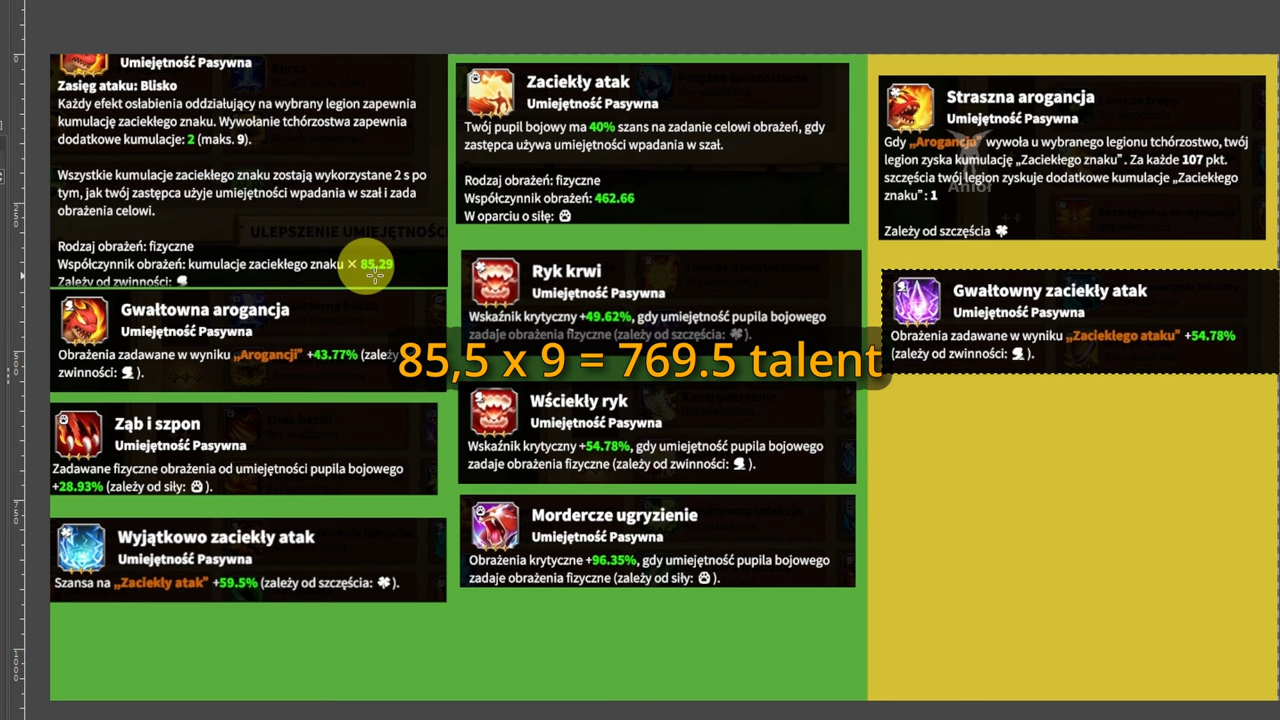 Umiejętność Pasywna
Zasięg ataku: Blisko
Każdy efekt osłabienia oddziałujący na wybrany legion zapewnia
kumulację zaciekłego znaku. Wywołanie tchórzostwa zapewnia
dodatkowe kumulacje: 2 (maks. 9).
Wszystkie kumulacje zaciekłego znaku zostają wykorzystane 2 s po
tym, jak twój zastępca użyje umiejętności wpadania w szał i zada
obrażenia celowi.
ULEPSZENIE UMIEJĘTNOŚC
Rodzaj obrażeń: fizyczne
Współczynnik obrażeń: kumulacje zaciekłego znaku × 85,29
Zależy od zwinności:
Gwałtowna arogancja
Umiejętność Pasywna
Obrażenia zadawane w wyniku „Arogancji” +43.77% (zależy
zwinności: ).
Ząb i szpon
Umiejętność Pasywna
Zadawane fizyczne obrażenia od umiejętności pupila bojowego
+28.93% (zależy od siły: ).
Wyjątkowo zaciekły atak
Umiejętność Pasywna
Szansa na „Zaciekły atak” +59.5% (zależy od szczęścia: ).
Zaciekły atak
Umiejętność Pasywna
Twój pupil bojowy ma 40% szans na zadanie celowi obrażeń, gdy
zastępca używa umiejętności wpadania w szał.
Rodzaj obrażeń: fizyczne
Współczynnik obrażeń: 462.66
W oparciu o siłę:
Ryk krwi
Umiejętność Pasywna
Wskaźnik krytyczny +49.62%, gdy umiejętność pupila bojowego
zadaje obrażenia fizyczne (zależy od szczęścia: ).
85,5 x 9 = 769.5 talent
Wściekły ryk
Umiejętność Pasywna
Wskaźnik krytyczny +54.78%, gdy umiejętność pupila bojowego
zadaje obrażenia fizyczne (zależy od zwinności: ).
Mordercze ugryzienie
Umiejętność Pasywna
Obrażenia krytyczne +96.35%, gdy umiejętność pupila bojowego
zadaje obrażenia fizyczne (zależy od siły: ).
Straszna arogancja
Umiejętność Pasywna
Gdy „Arogancja” wywoła u wybranego legionu tchórzostwo, twój
legion zyska kumulację „Zaciekłego znaku”. Za każde 107 pkt.
szczęścia twój legion zyskuje dodatkowe kumulacje „Zaciekłego
znaku”: 1
Anioł
Zależy od szczęścia
Gwałtowny zaciekły atak
Umiejętność Pasywna
Obrażenia zadawane w wyniku „Zaciekłego ataku” +54.78%
(zależy od zwinności: ).